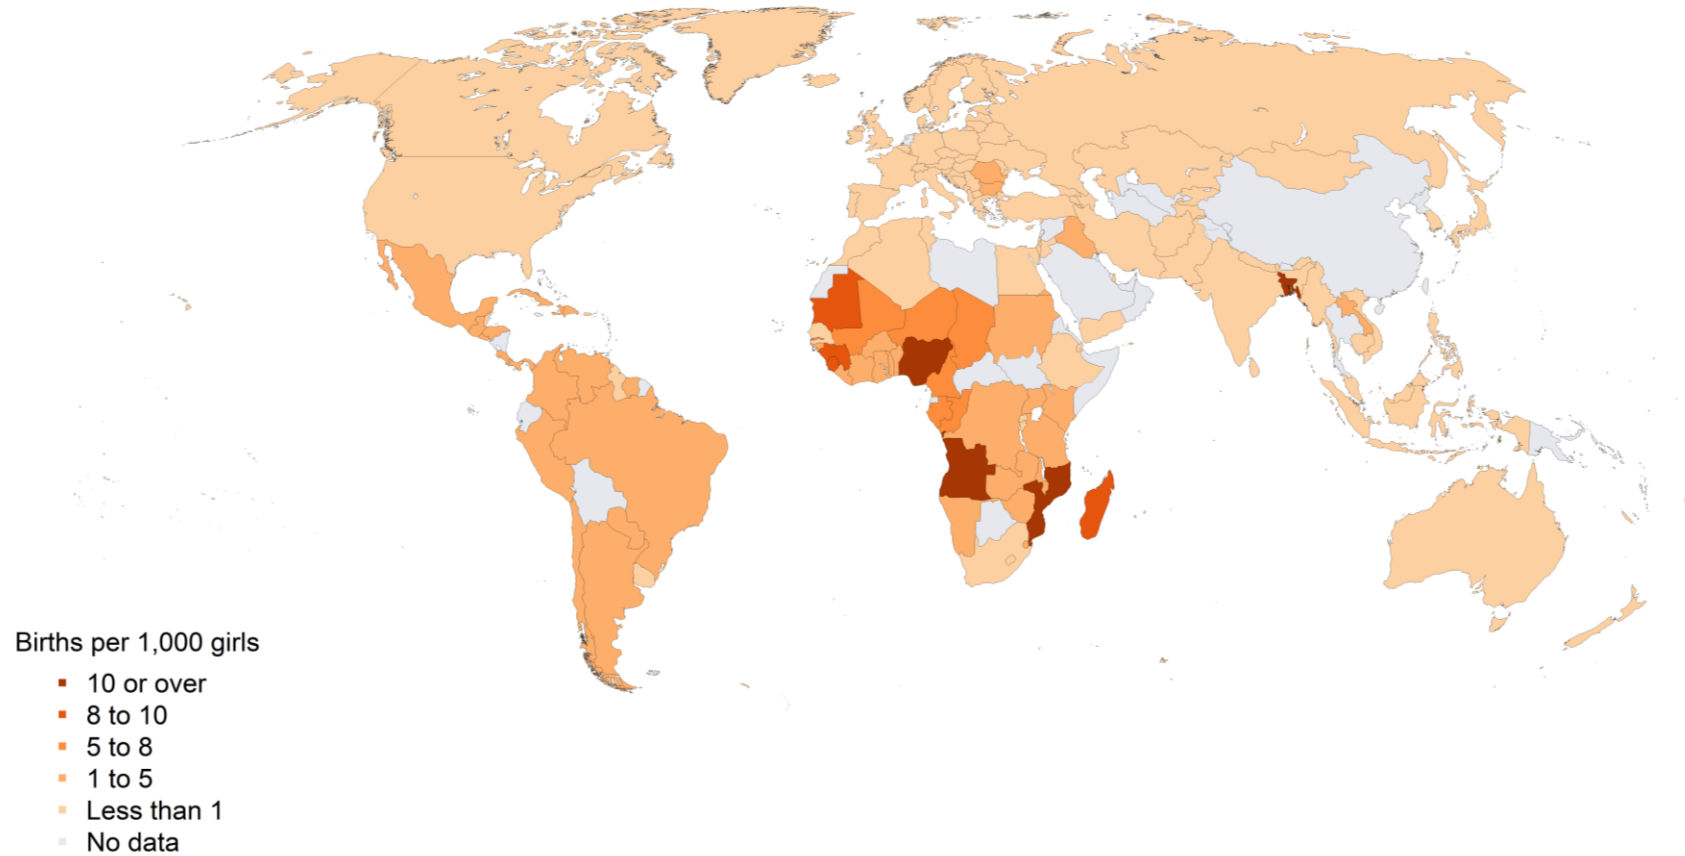 Births per 1,000 girls
10 or over
8 to 10
5 to 8
1 to 5
Less than 1
No data